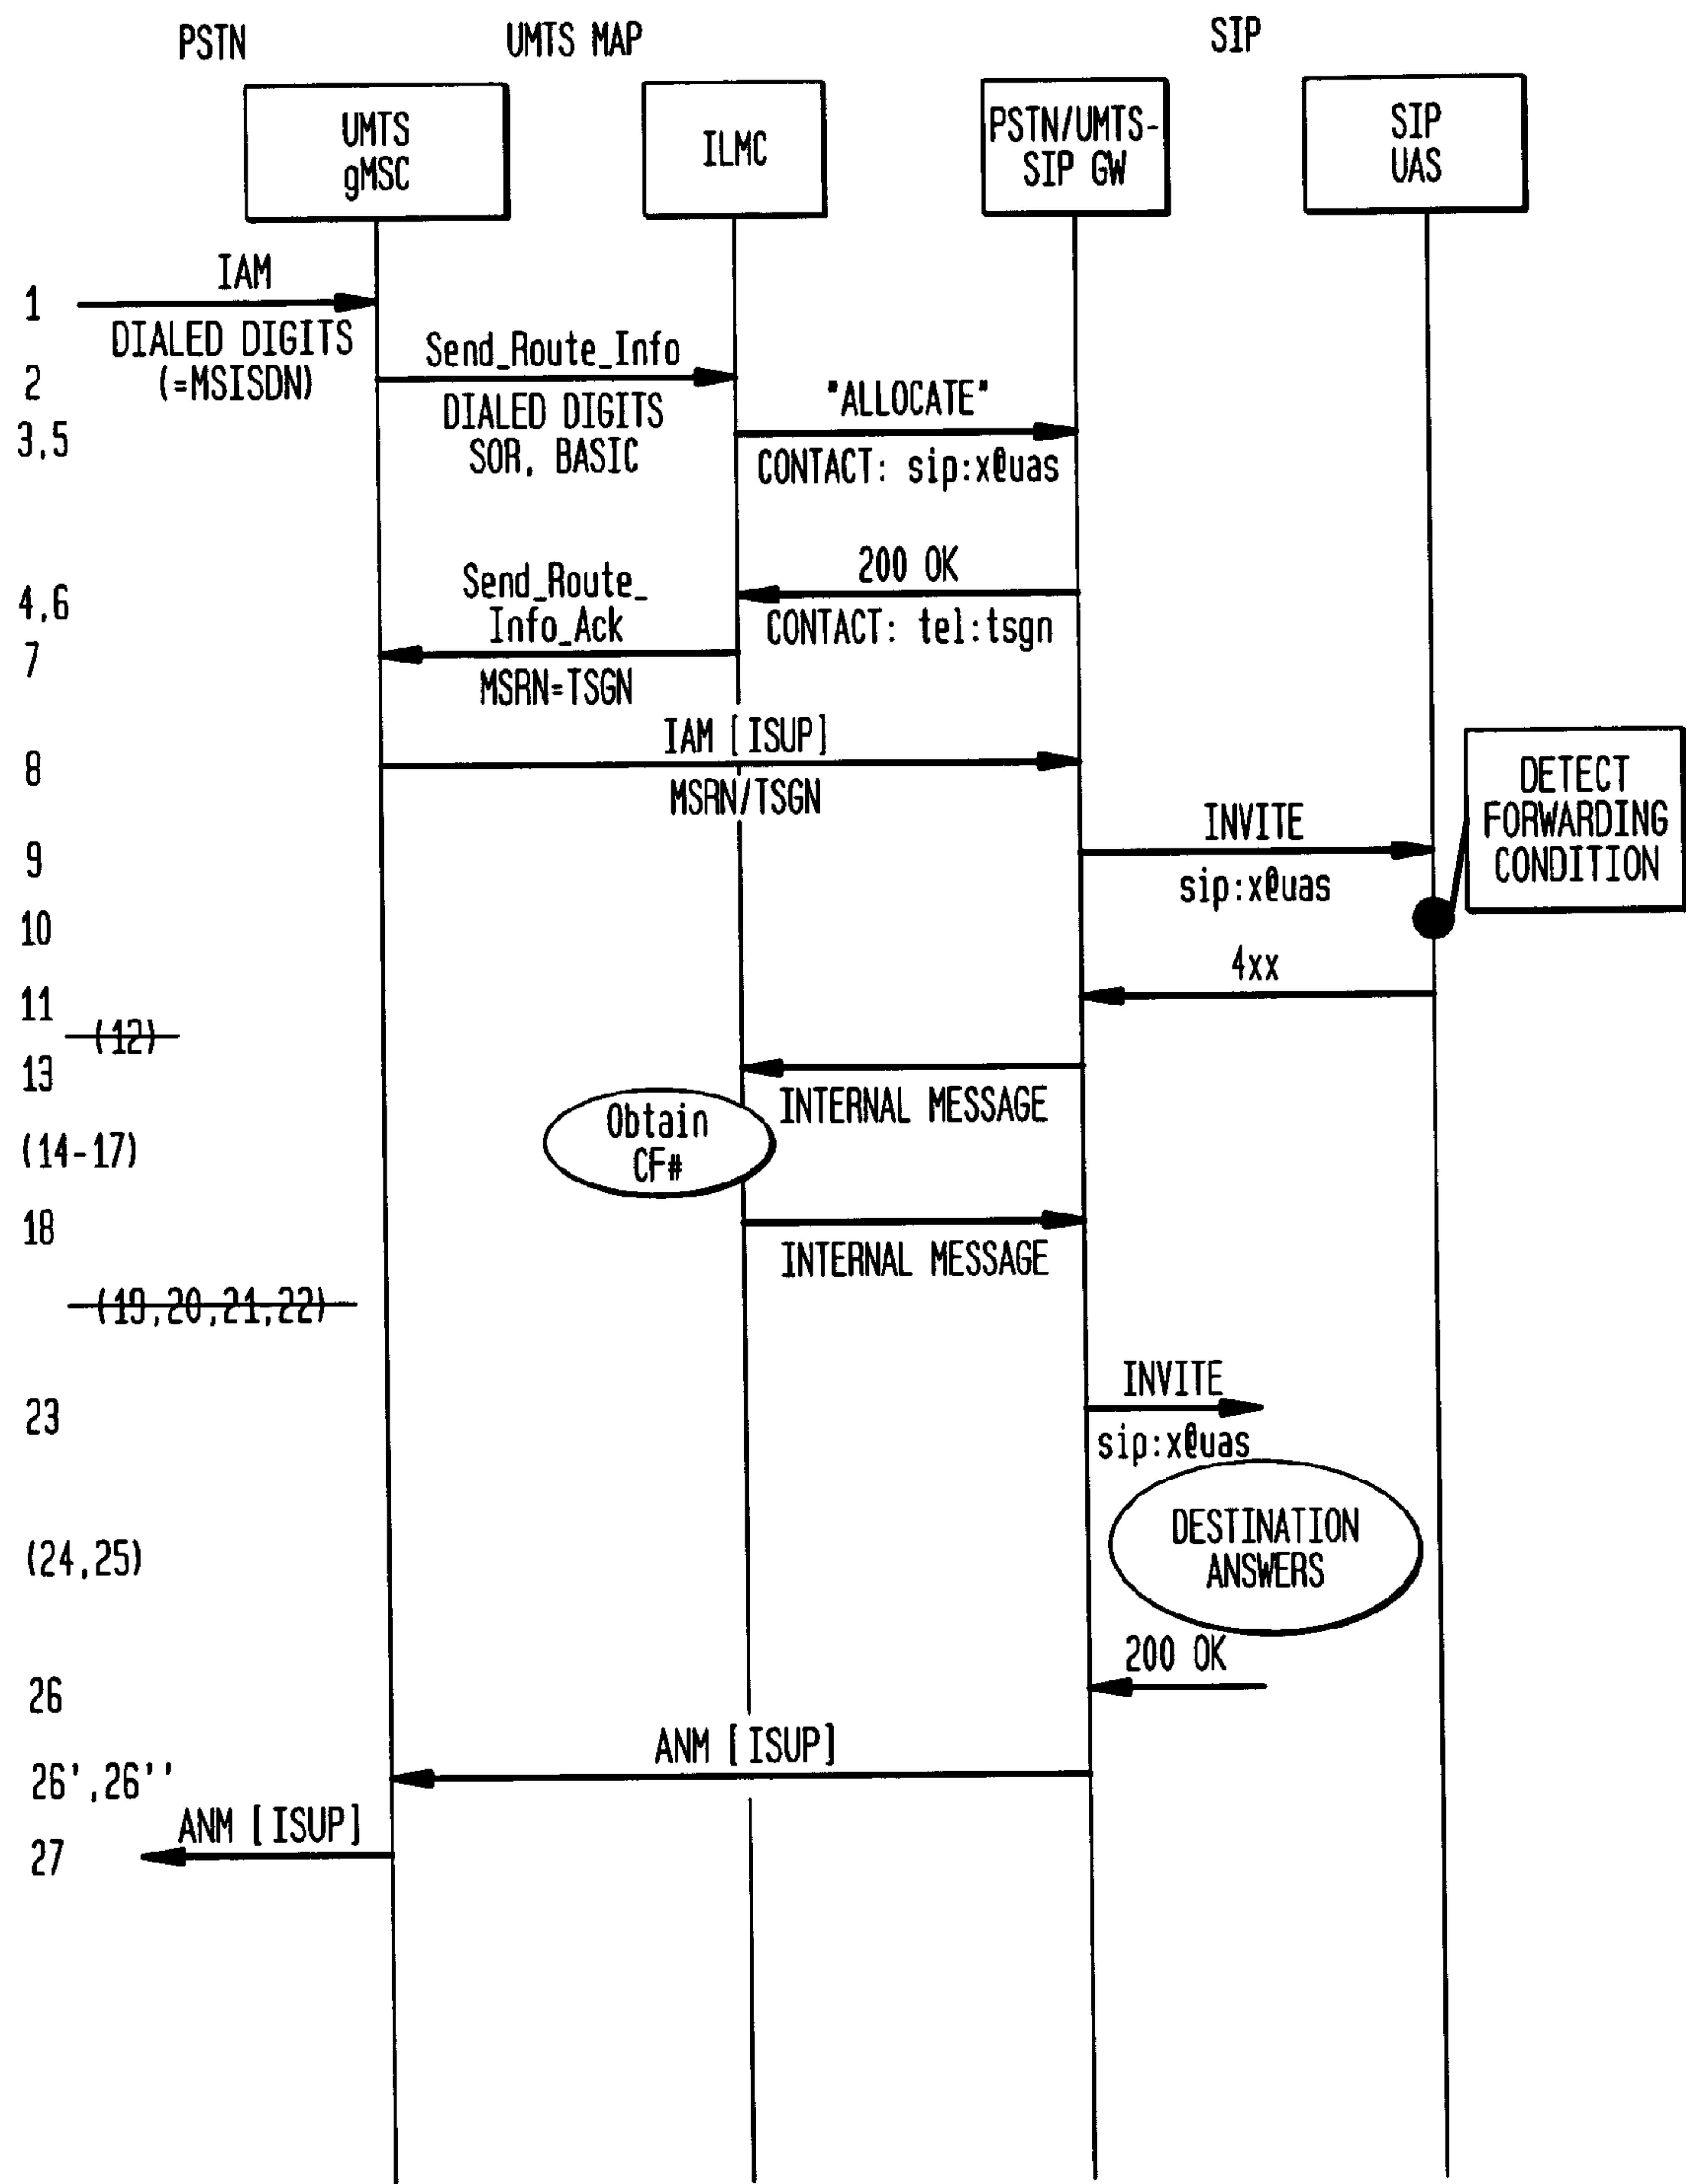 PSTN
UMTS MAP
SIP
UMTS
gMSC
ILMC
PSTN/UMTS-
SIP GW
SIP
UAS
1
IAM
DIALED DIGITS
(=MSISDN)
2
Send_Route_Info
DIALED DIGITS
SOR, BASIC
3,5
"ALLOCATE"
CONTACT: sip:x@uas
4,6
200 OK
CONTACT: tel:tsgn
7
Send_Route_
Info_Ack
MSRN=TSGN
8
IAM [ISUP]
MSRN/TSGN
9
INVITE
sip:x@uas
10
DETECT
FORWARDING
CONDITION
11
4xx
(12)
13
INTERNAL MESSAGE
(14-17)
Obtain
CF#
18
INTERNAL MESSAGE
(19,20,21,22)
23
INVITE
sip:x@uas
(24,25)
DESTINATION
ANSWERS
26
200 OK
26',26''
ANM [ISUP]
27
ANM [ISUP]